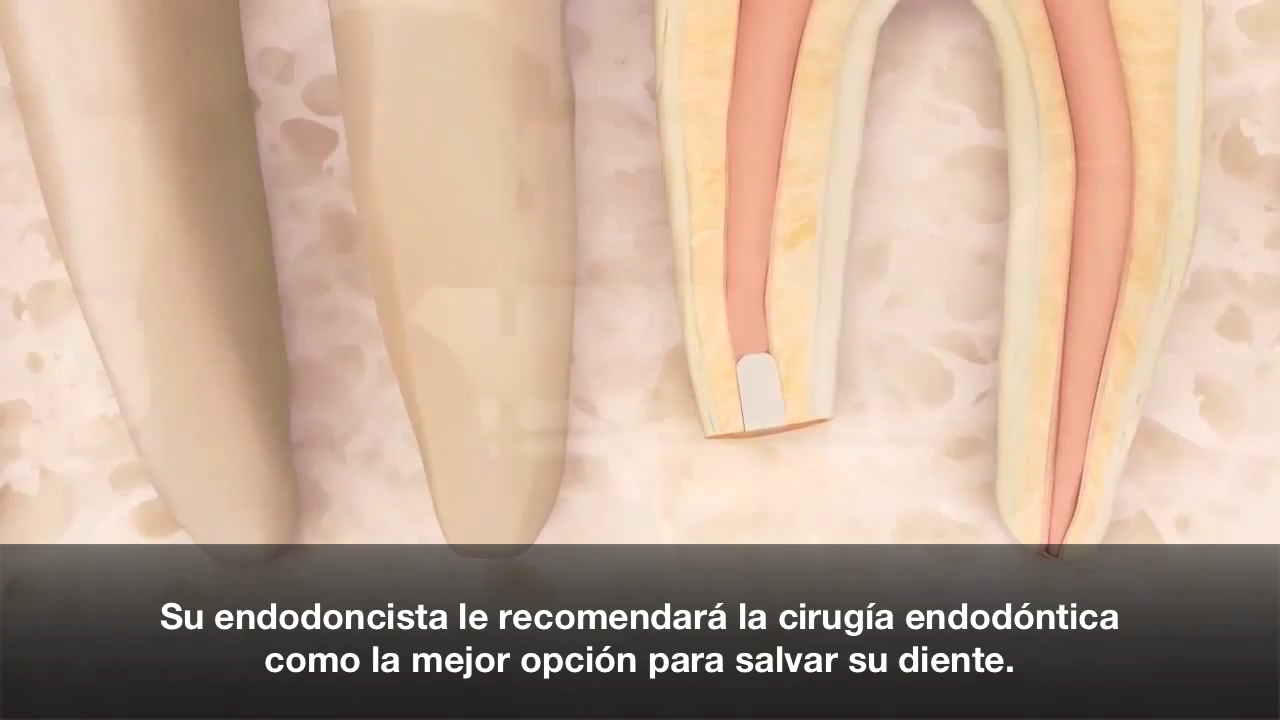 Su endodoncista le recomendará la cirugía endodóntica
como la mejor opción para salvar su diente.